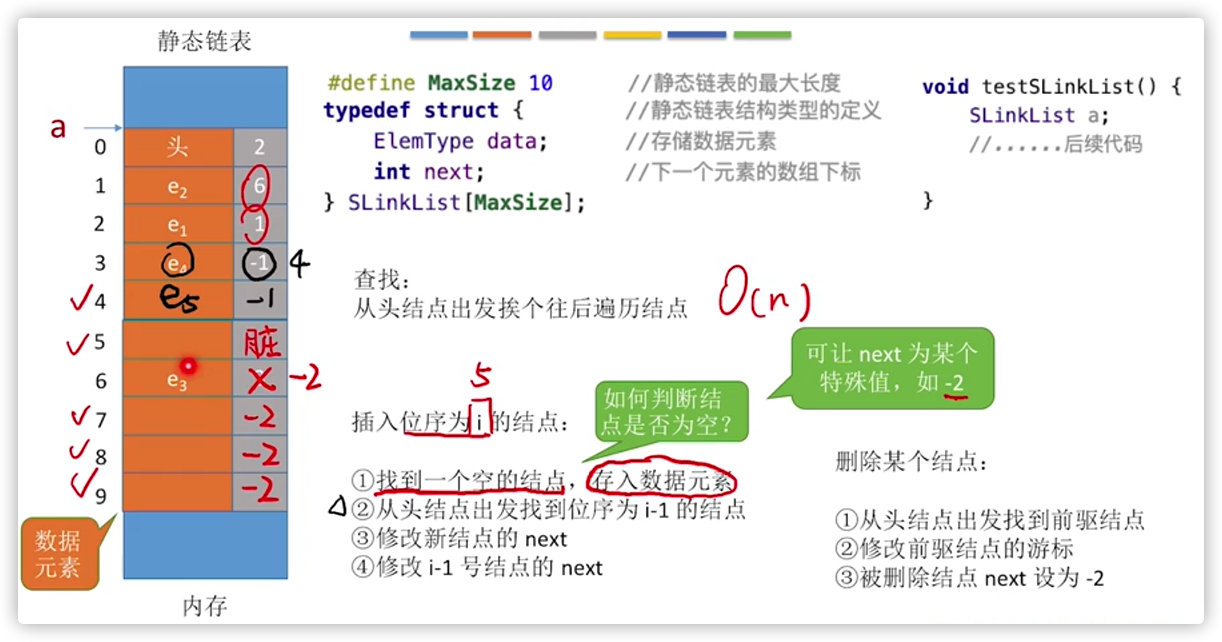 静态链表
a
0 头 2
1 e2 6
2 e1 1
3 e4 -1 4
4 e5 -1
5 脏
6 e3 × -2
7 -2
8 -2
9 -2
数据
元素
内存
#define MaxSize 10 //静态链表的最大长度
typedef struct { //静态链表结构类型的定义
ElemType data; //存储数据元素
int next; //下一个元素的数组下标
} SLinkList[MaxSize];
void testSLinkList() {
SLinkList a;
//......后续代码
}
查找：
从头结点出发挨个往后遍历结点
O(n)
5
插入位序为 i 的结点：
如何判断结
点是否为空？
可让 next 为某个
特殊值，如 -2
①找到一个空的结点，存入数据元素
②从头结点出发找到位序为 i-1 的结点
③修改新结点的 next
④修改 i-1 号结点的 next
删除某个结点：
①从头结点出发找到前驱结点
②修改前驱结点的游标
③被删除结点 next 设为 -2